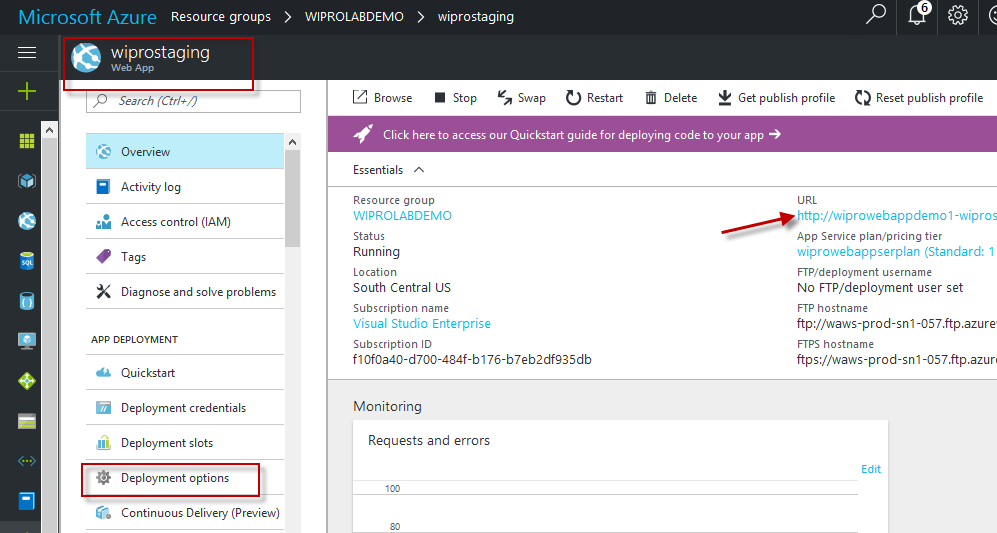 Microsoft Azure Resource groups > WIPROLABDEMO > wiprostaging
6
wiprostaging
Web App
Search (Ctrl+/)
Overview
Activity log
Access control (IAM)
Tags
Diagnose and solve problems
APP DEPLOYMENT
Quickstart
Deployment credentials
Deployment slots
Deployment options
Continuous Delivery (Preview)
SQL
Browse Stop Swap Restart Delete Get publish profile Reset publish profile
Click here to access our Quickstart guide for deploying code to your app →
Essentials
Resource group
WIPROLABDEMO
Status
Running
Location
South Central US
Subscription name
Visual Studio Enterprise
Subscription ID
f10f0a40-d700-484f-b176-b7eb2df935db
URL
http://wiprowebappdemo1-wipros
App Service plan/pricing tier
wiprowebappserplan (Standard: 1
FTP/deployment username
No FTP/deployment user set
FTP hostname
ftp://waws-prod-sn1-057.ftp.azurew
FTPS hostname
ftps://waws-prod-sn1-057.ftp.azure
Monitoring
Requests and errors
Edit
100
80